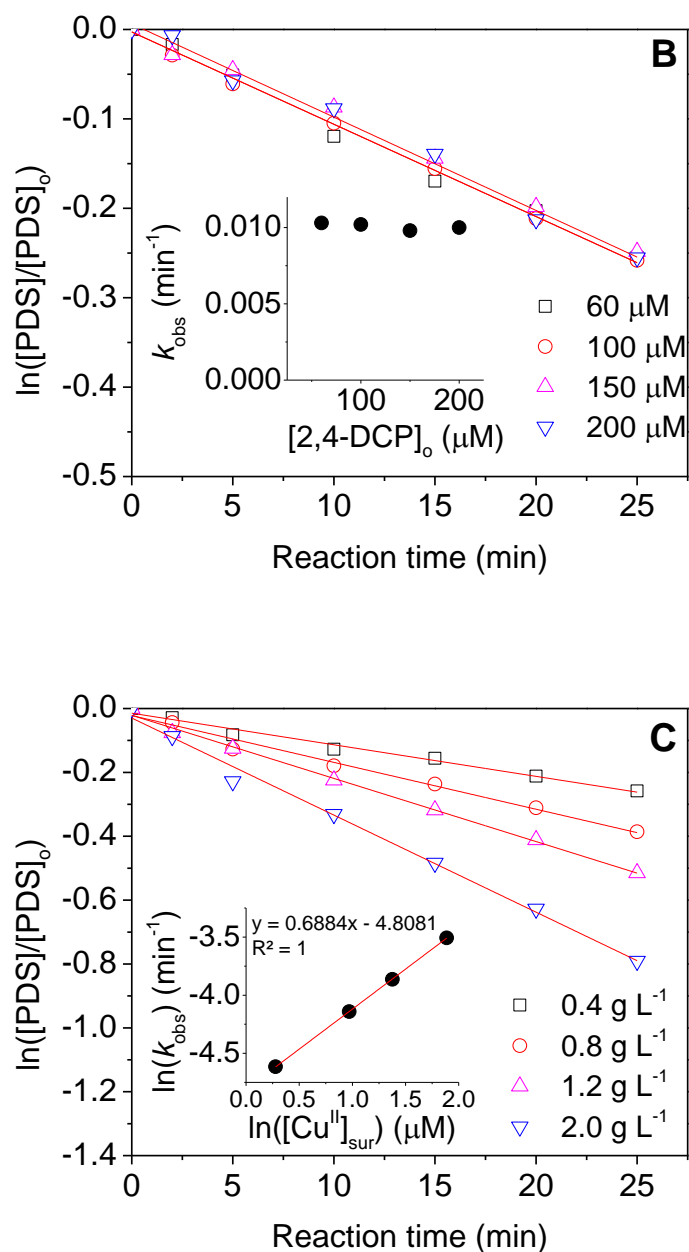 B
ln([PDS]/[PDS]ₒ)
0.0
-0.1
-0.2
-0.3
-0.4
-0.5
0 5 10 15 20 25
Reaction time (min)
k_obs (min⁻¹)
0.010
0.005
0.000
100 200
[2,4-DCP]ₒ (μM)
60 μM
100 μM
150 μM
200 μM
C
ln([PDS]/[PDS]ₒ)
0.0
-0.2
-0.4
-0.6
-0.8
-1.0
-1.2
-1.4
0 5 10 15 20 25
Reaction time (min)
ln(k_obs) (min⁻¹)
-3.5
-4.0
-4.5
y = 0.6884x - 4.8081
R² = 1
0.0 0.5 1.0 1.5 2.0
ln([Cuᴵᴵ]_sur) (μM)
0.4 g L⁻¹
0.8 g L⁻¹
1.2 g L⁻¹
2.0 g L⁻¹